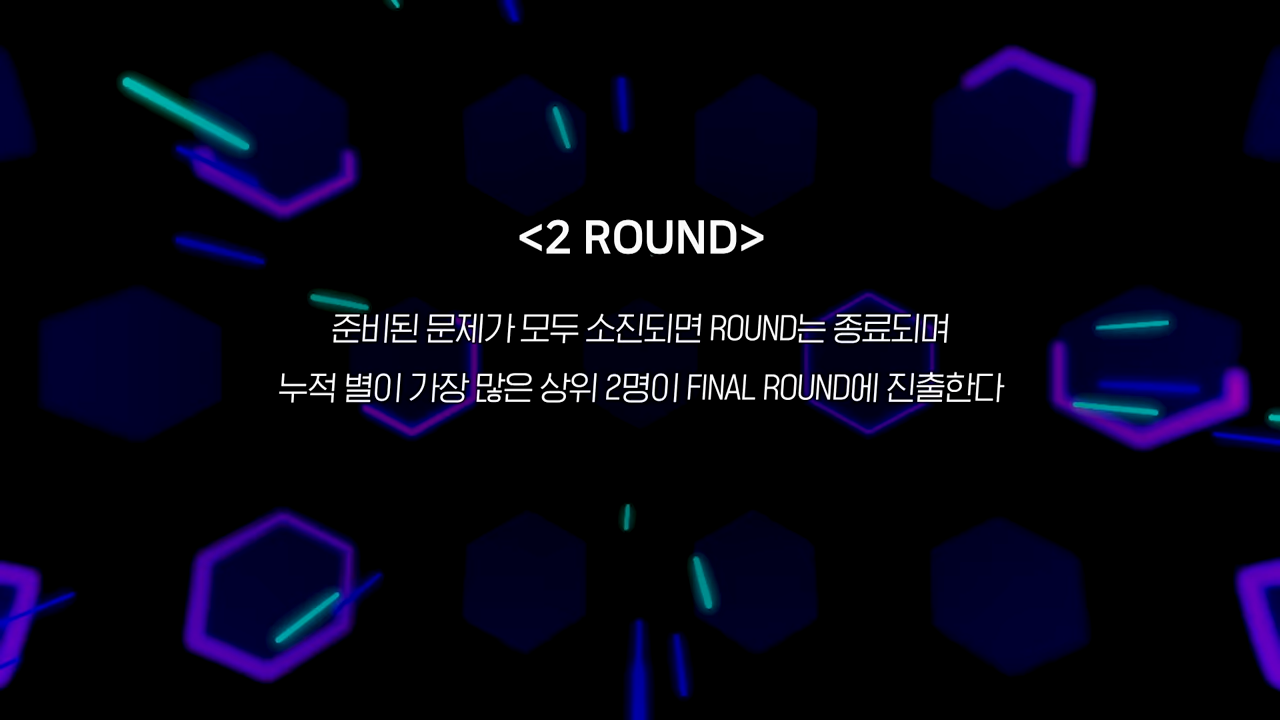 <2 ROUND>
준비된 문제가 모두 소진되면 ROUND는 종료되며
누적 별이 가장 많은 상위 2명이 FINAL ROUND에 진출한다